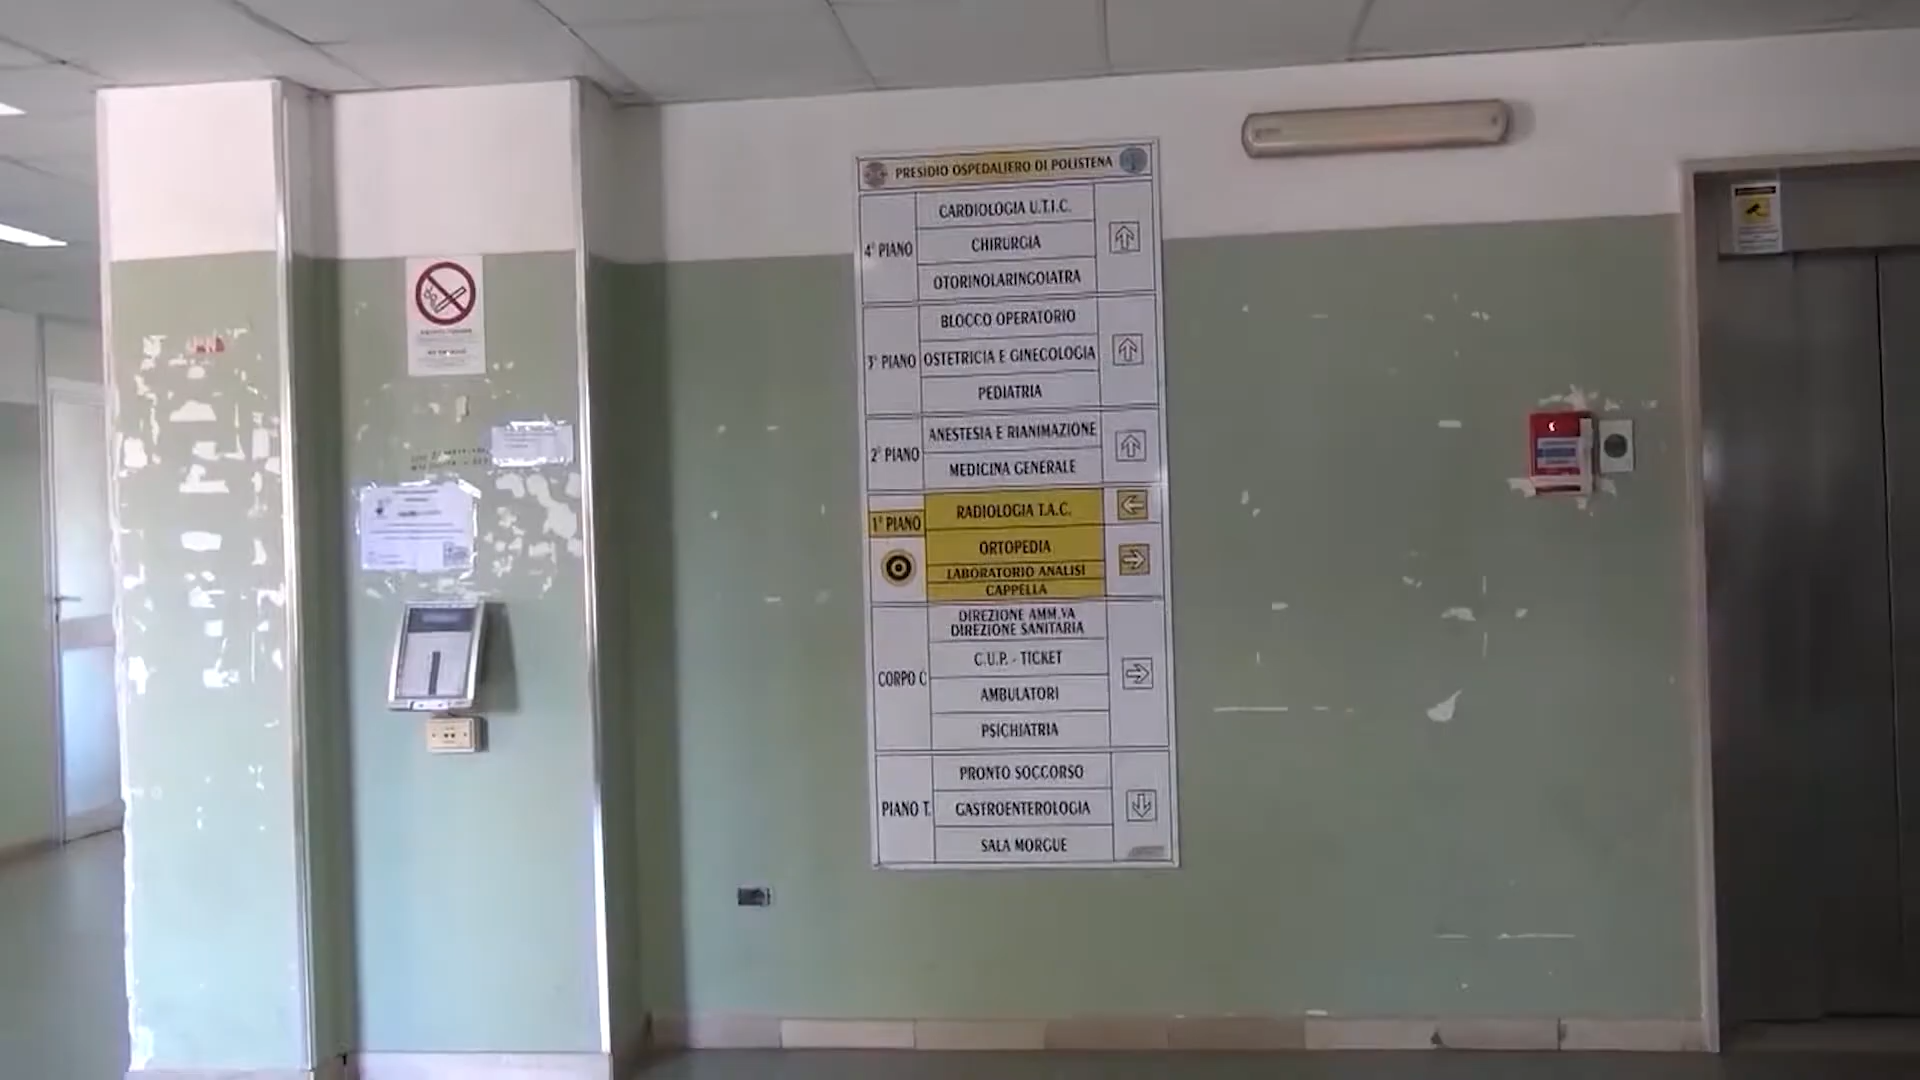 PRESIDIO OSPEDALIERO DI POLISTENA
4° PIANO
CARDIOLOGIA U.T.I.C.
CHIRURGIA
OTORINOLARINGOIATRA
3° PIANO
BLOCCO OPERATORIO
OSTETRICIA E GINECOLOGIA
PEDIATRIA
2° PIANO
ANESTESIA E RIANIMAZIONE
MEDICINA GENERALE
1° PIANO
RADIOLOGIA T.A.C.
ORTOPEDIA
LABORATORIO ANALISI
CAPPELLA
CORPO C
DIREZIONE AMM.VA
DIREZIONE SANITARIA
C.U.P. - TICKET
AMBULATORI
PSICHIATRIA
PIANO T.
PRONTO SOCCORSO
GASTROENTEROLOGIA
SALA MORGUE